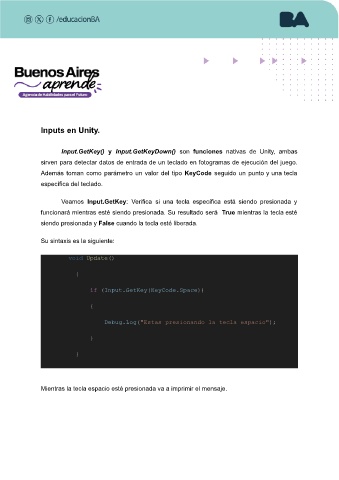 /educacionBA
BA
Buenos Aires
aprende
Agencia de Habilidades para el Futuro
Inputs en Unity.
Input.GetKey() y Input.GetKeyDown() son funciones nativas de Unity, ambas
sirven para detectar datos de entrada de un teclado en fotogramas de ejecución del juego.
Además toman como parámetro un valor del tipo KeyCode seguido un punto y una tecla
específica del teclado.
Veamos Input.GetKey: Verifica si una tecla específica está siendo presionada y
funcionará mientras esté siendo presionada. Su resultado será True mientras la tecla esté
siendo presionada y False cuando la tecla esté liberada.
Su sintaxis es la siguiente:
void Update()
{
if (Input.GetKey(KeyCode.Space))
{
Debug.Log("Estas presionando la tecla espacio");
}
}
Mientras la tecla espacio esté presionada va a imprimir el mensaje.